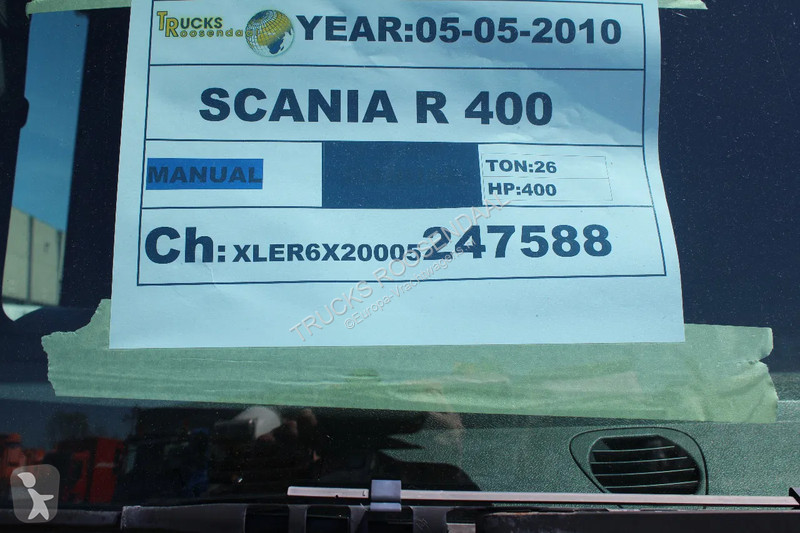 TRUCKS
Roosendaal
YEAR:05-05-2010
SCANIA R 400
MANUAL
TON:26
HP:400
Ch: XLER6X20005247588
TRUCKS ROOSENDAAL